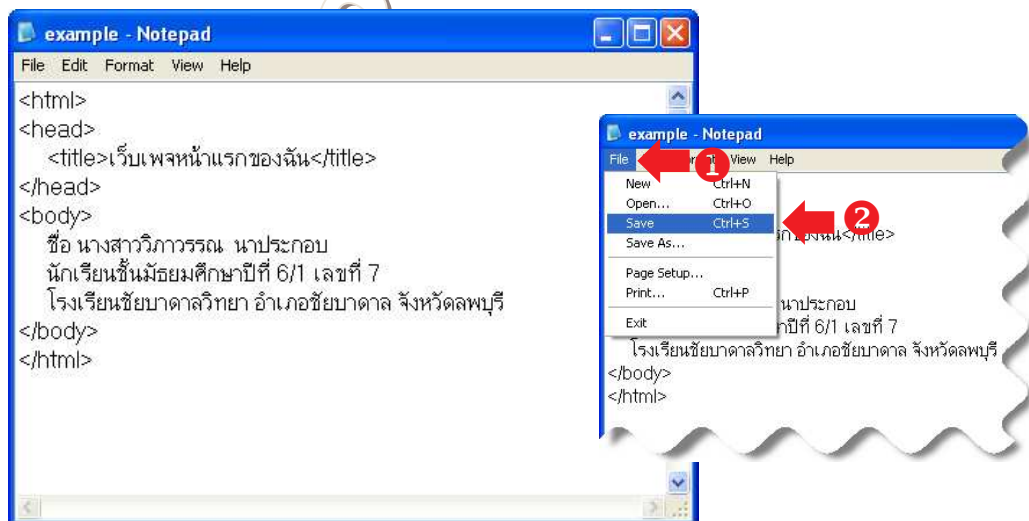 example - Notepad
File Edit Format View Help
<html>
<head>
<title>เว็บเพจหน้าแรกของฉัน</title>
</head>
<body>
ชื่อ นางสาววิภาวรรณ นาประกอบ
นักเรียนชั้นมัธยมศึกษาปีที่ 6/1 เลขที่ 7
โรงเรียนชัยบาดาลวิทยา อำเภอชัยบาดาล จังหวัดลพบุรี
</body>
</html>
example - Notepad
File View Help
1
New Ctrl+N
Open... Ctrl+O
Save Ctrl+S
2
Save As...
Page Setup...
Print... Ctrl+P
Exit
นาประกอบ
6/1 เลขที่ 7
โรงเรียนชัยบาดาลวิทยา อำเภอชัยบาดาล จังหวัดลพบุรี
</body>
</html>